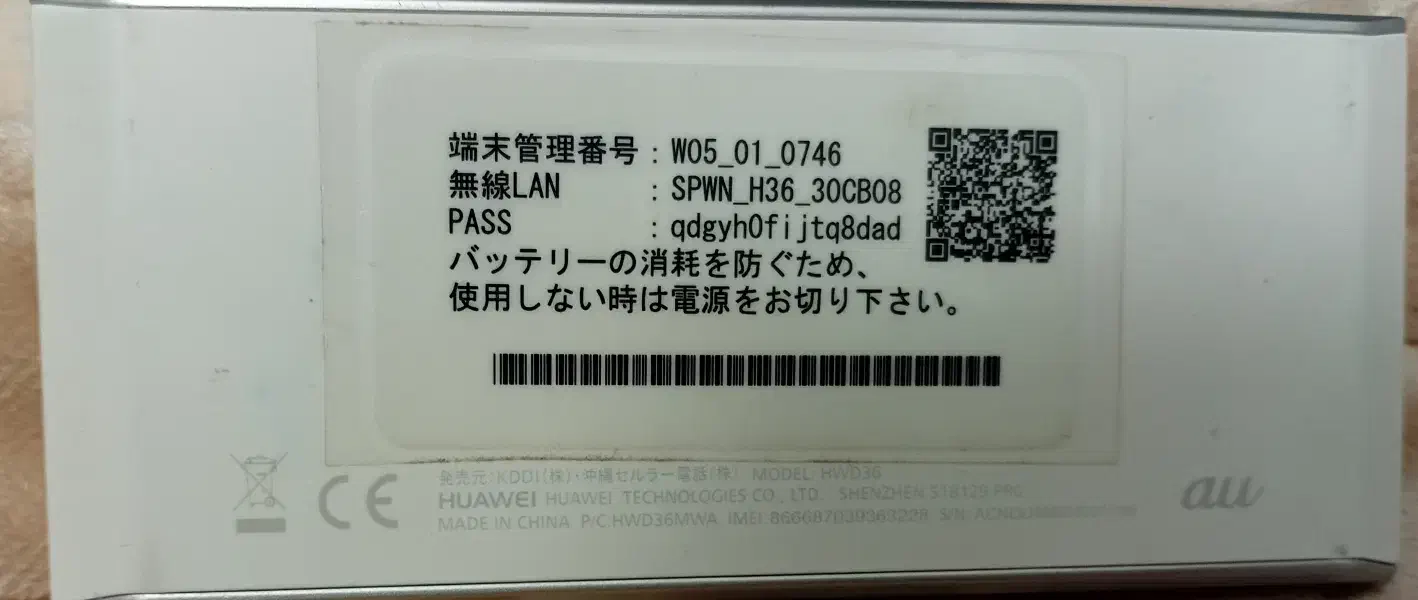 端末管理番号 : W05_01_0746
無線LAN : SPWN_H36_30CB08
PASS : qdgyh0fijtq8dad
バッテリーの消耗を防ぐため、
使用しない時は電源をお切り下さい。
発売元:KDDI(株)・沖縄セルラー電話(株) MODEL: HWD36
HUAWEI HUAWEI TECHNOLOGIES CO., LTD. SHENZHEN 518129 PRC
MADE IN CHINA P/C:HWD36MWA IMEI:866687039363228 S/N:
CE
au